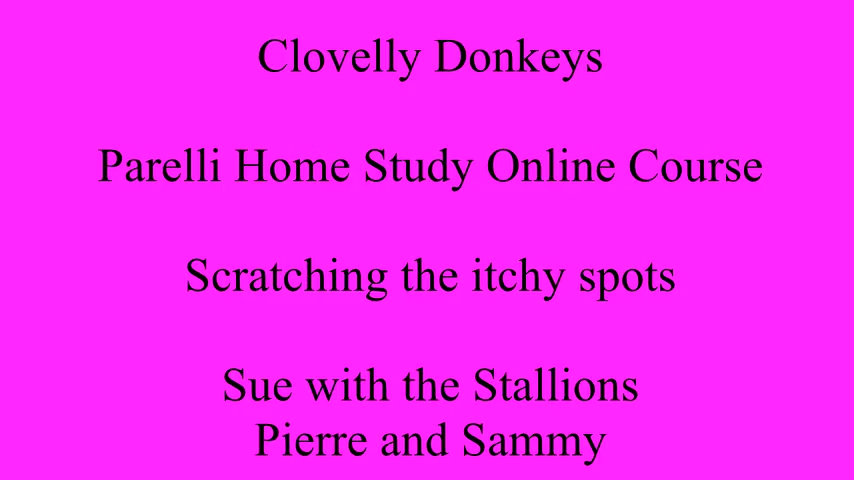 Clovelly Donkeys
Parelli Home Study Online Course
Scratching the itchy spots
Sue with the Stallions
Pierre and Sammy